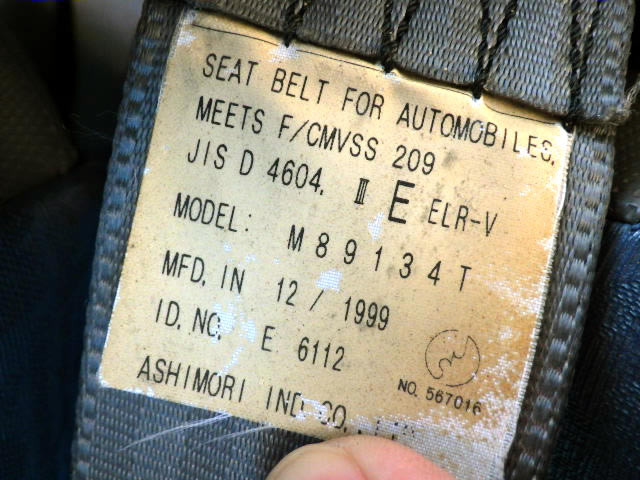 SEAT BELT FOR AUTOMOBILES,
MEETS F/CMVSS 209
JIS D 4604, Ⅲ E ELR-V
MODEL: M89134T
MFD. IN 12 / 1999
ID. NO. E 6112
NO. 567016
ASHIMORI IND CO.,